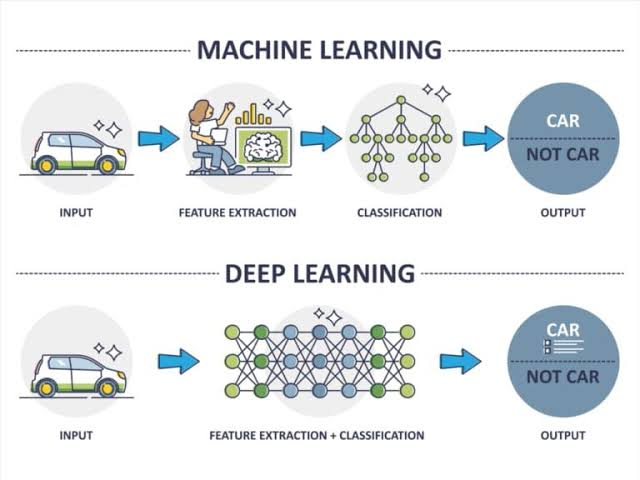 MACHINE LEARNING
CAR
NOT CAR
INPUT
FEATURE EXTRACTION
CLASSIFICATION
OUTPUT
DEEP LEARNING
CAR
NOT CAR
INPUT
FEATURE EXTRACTION + CLASSIFICATION
OUTPUT